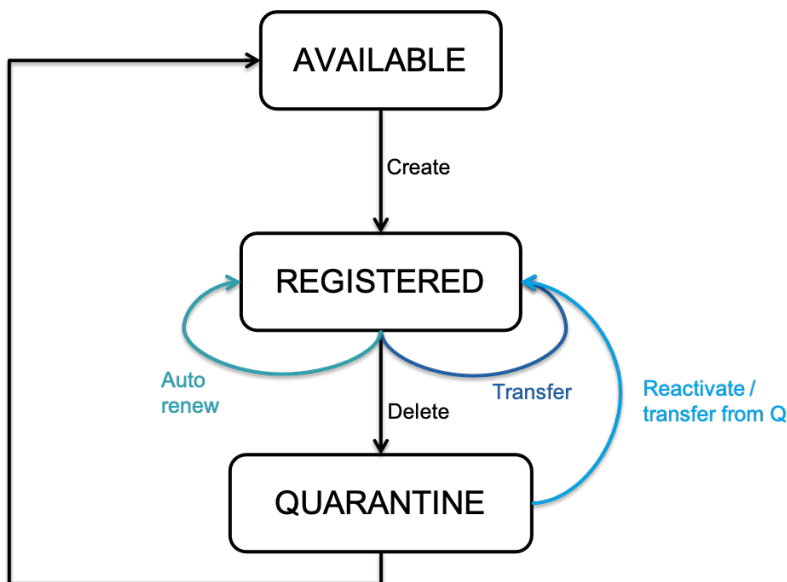 AVAILABLE
Create
REGISTERED
Auto
renew
Transfer
Reactivate /
transfer from Q
Delete
QUARANTINE